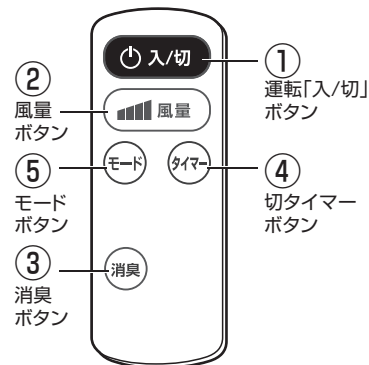 入/切
風量
モード
タイマー
消臭
①
運転「入/切」
ボタン
②
風量
ボタン
⑤
モード
ボタン
④
切タイマー
ボタン
③
消臭
ボタン